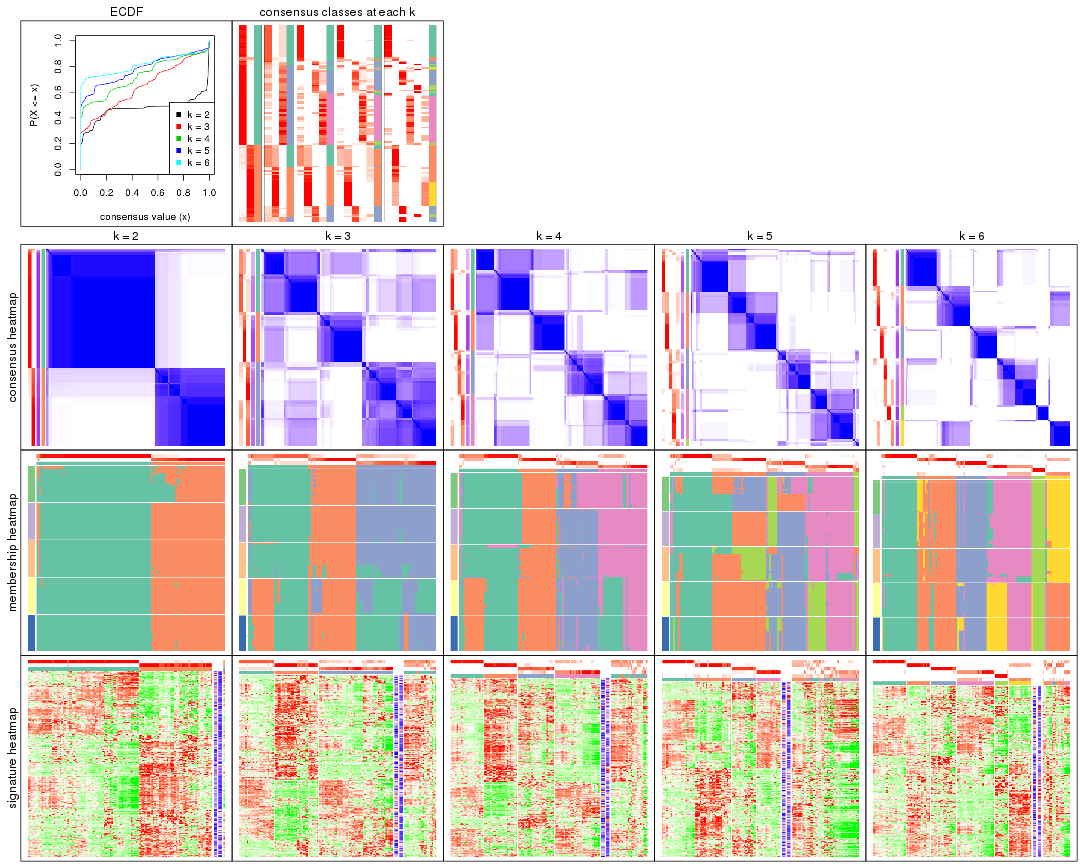 ECDF
consensus classes at each k
P(X <= x)
1.0
0.8
0.6
0.4
0.2
0.0
k = 2
k = 3
k = 4
k = 5
k = 6
0.0 0.2 0.4 0.6 0.8 1.0
consensus value (x)
k = 2
k = 3
k = 4
k = 5
k = 6
consensus heatmap
membership heatmap
signature heatmap